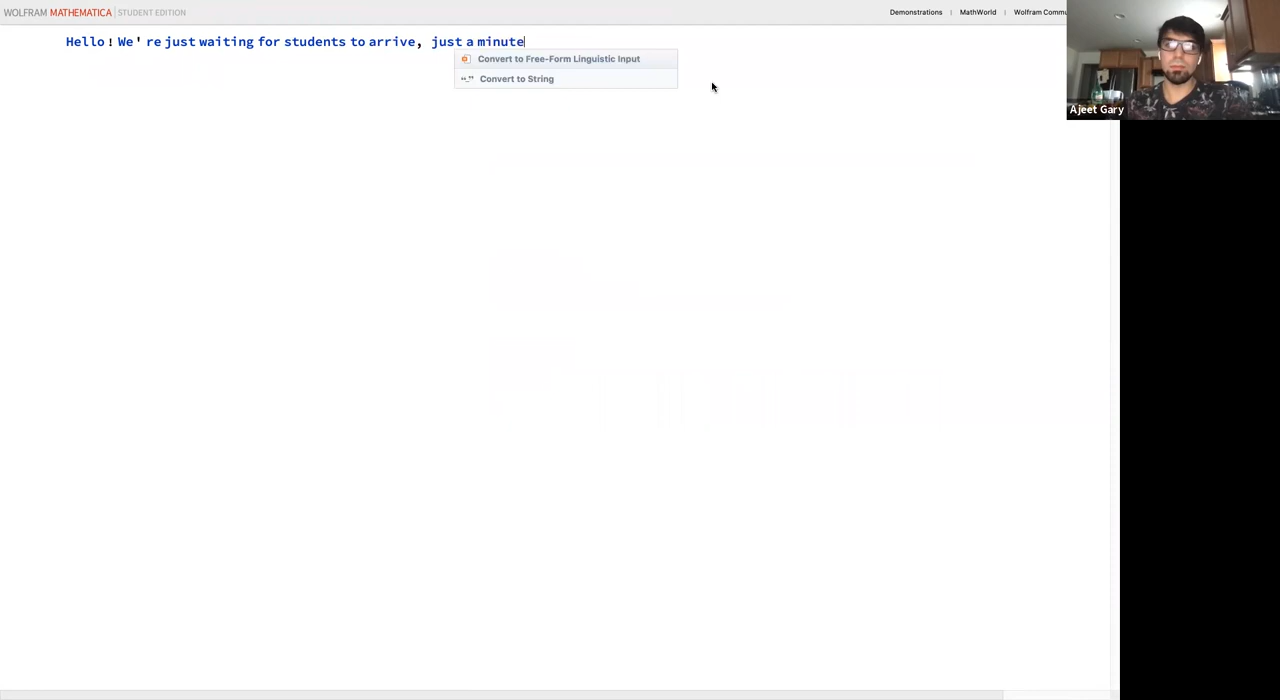 WOLFRAM MATHEMATICA STUDENT EDITION
Demonstrations | MathWorld | Wolfram Commu
Hello! We're just waiting for students to arrive, just a minute
Convert to Free-Form Linguistic Input
Convert to String
Ajeet Gary